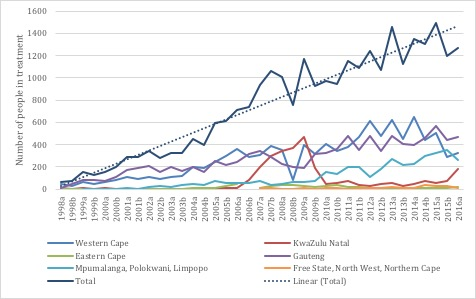 Number of people in treatment
1600
1400
1200
1000
800
600
400
200
0
1998a
1998b
1999a
1999b
2000a
2000b
2001a
2001b
2002a
2002b
2003a
2003b
2004a
2004b
2005a
2005b
2006a
2006b
2007a
2007b
2008a
2008b
2009a
2009b
2010a
2010b
2011a
2011b
2012a
2012b
2013a
2013b
2014a
2014b
2015a
2015b
2016a
Western Cape
KwaZulu Natal
Eastern Cape
Gauteng
Mpumalanga, Polokwani, Limpopo
Free State, North West, Northern Cape
Total
Linear (Total)